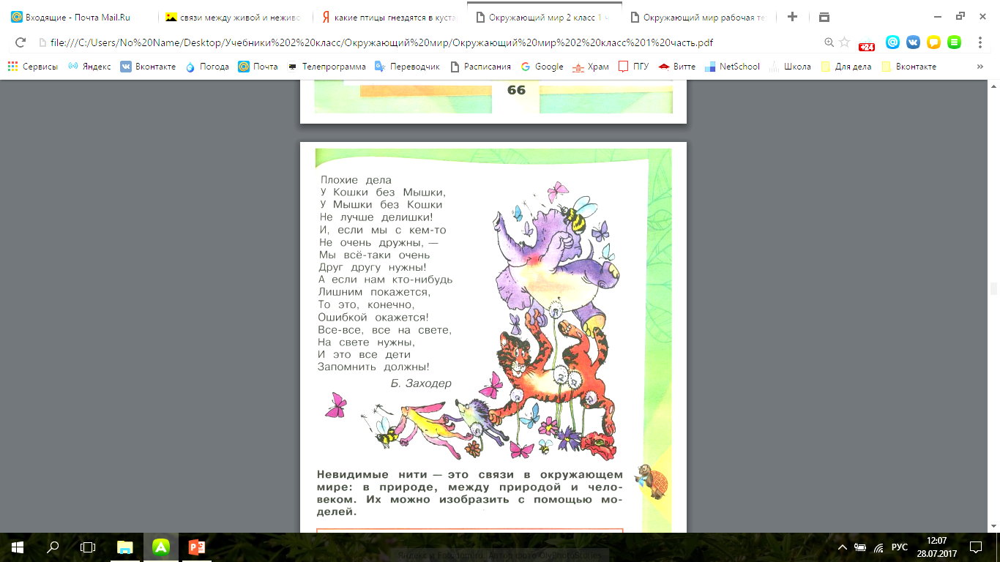 Входящие - Почта Mail.Ru
связи между живой и неживо
какие птицы гнездятся в куста
Окружающий мир 2 класс 1 ч
Окружающий мир рабочая те
file:///C:/Users/No%20Name/Desktop/Учебники%202%20класс/Окружающий%20мир/Окружающий%20мир%202%20класс%201%20часть.pdf
+24
Сервисы Яндекс Вконтакте Погода Почта Телепрограмма Переводчик Расписания Google Храм ПГУ Витте NetSchool Школа Для дела Вконтакте »
66
Плохие дела
У Кошки без Мышки,
У Мышки без Кошки
Не лучше делишки!
И, если мы с кем-то
Не очень дружны, —
Мы всё-таки очень
Друг другу нужны!
А если нам кто-нибудь
Лишним покажется,
То это, конечно,
Ошибкой окажется!
Все-все, все на свете,
На свете нужны,
И это все дети
Запомнить должны!
Б. Заходер
Невидимые нити — это связи в окружающем
мире: в природе, между природой и чело-
веком. Их можно изобразить с помощью мо-
делей.
РУС
12:07
28.07.2017